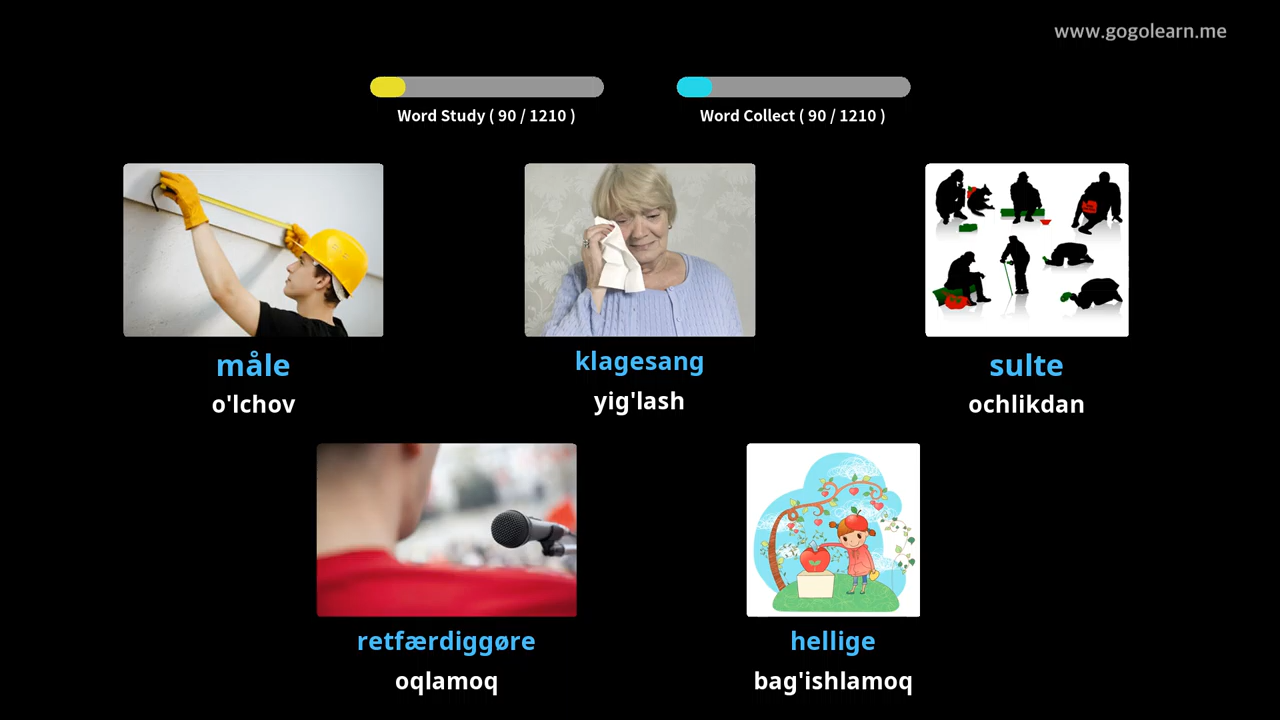 www.gogolearn.me
Word Study ( 90 / 1210 )
Word Collect ( 90 / 1210 )
måle
o'lchov
klagesang
yig'lash
sulte
ochlikdan
retfærdiggøre
oqlamoq
hellige
bag'ishlamoq